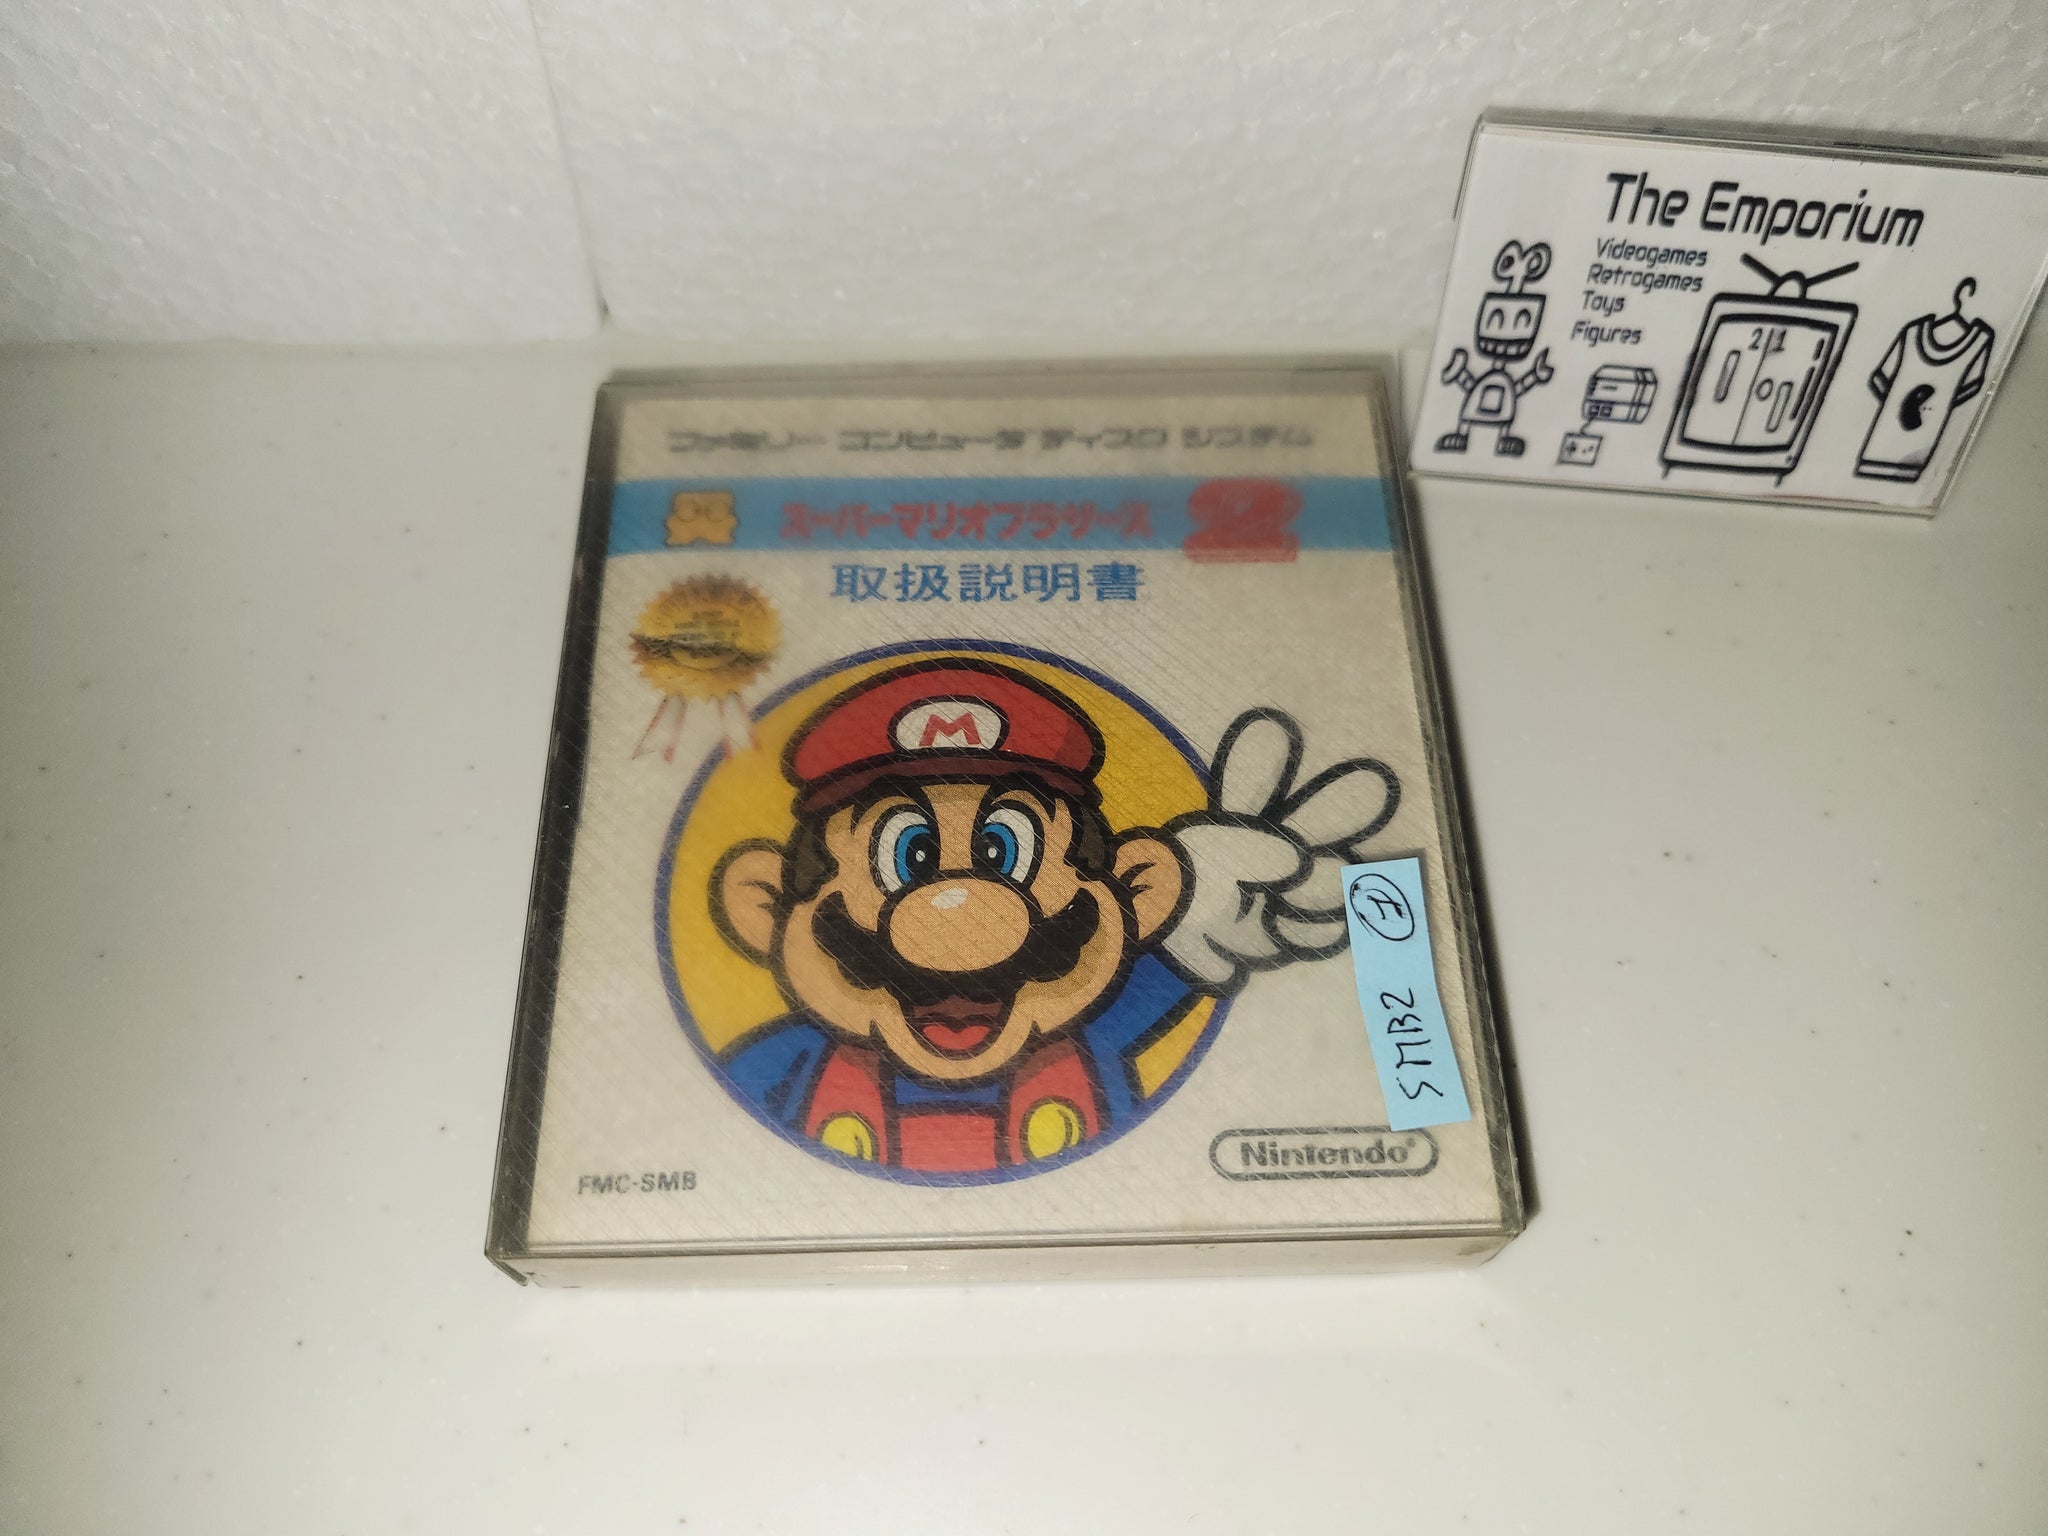 The Emporium
Videogames
Retrogames
Toys
Figures
21
ファミリー コンピュータ ディスク システム
スーパーマリオブラザーズ 2
取扱説明書
M
SMB2
FMC-SMB
Nintendo®